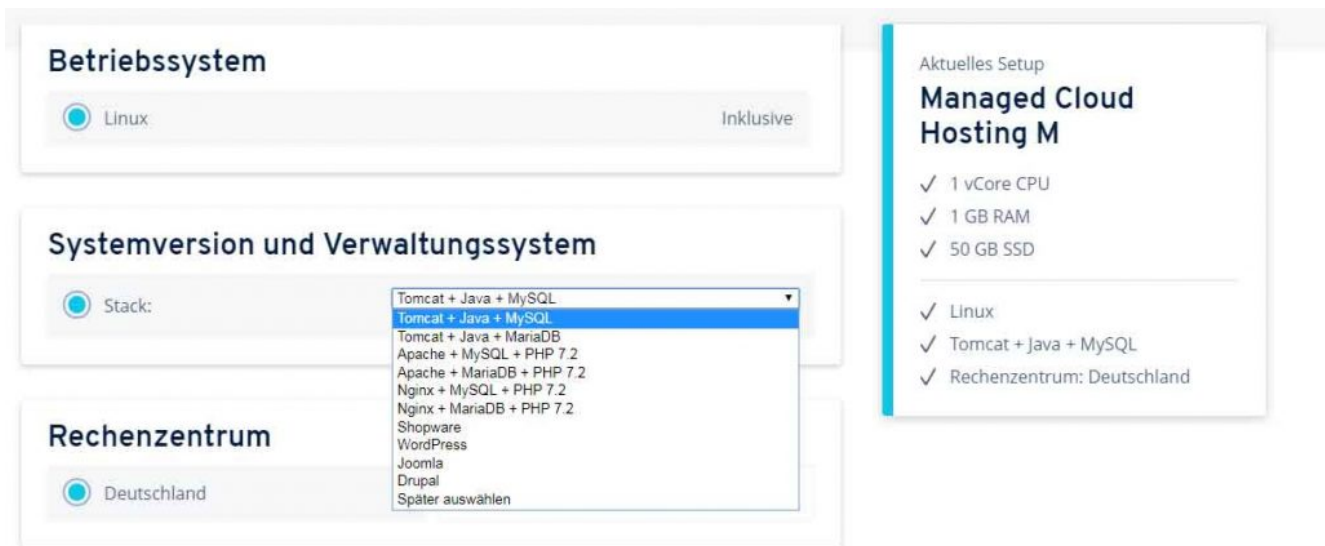 Betriebssystem
Linux
Inklusive
Systemversion und Verwaltungssystem
Stack:
Tomcat + Java + MySQL
Tomcat + Java + MySQL
Tomcat + Java + MariaDB
Apache + MySQL + PHP 7.2
Apache + MariaDB + PHP 7.2
Nginx + MySQL + PHP 7.2
Nginx + MariaDB + PHP 7.2
Shopware
WordPress
Joomla
Drupal
Später auswählen
Rechenzentrum
Deutschland
Aktuelles Setup
Managed Cloud
Hosting M
1 vCore CPU
1 GB RAM
50 GB SSD
Linux
Tomcat + Java + MySQL
Rechenzentrum: Deutschland